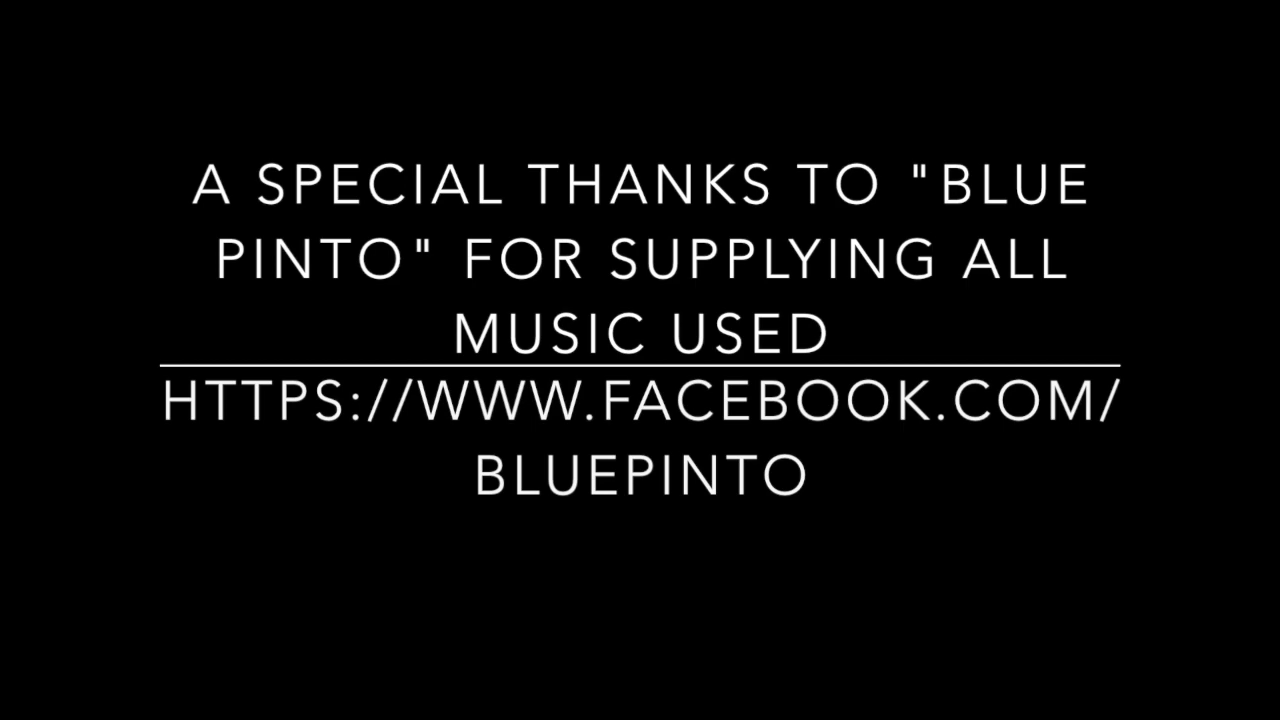 A SPECIAL THANKS TO "BLUE
PINTO" FOR SUPPLYING ALL
MUSIC USED
HTTPS://WWW.FACEBOOK.COM/
BLUEPINTO